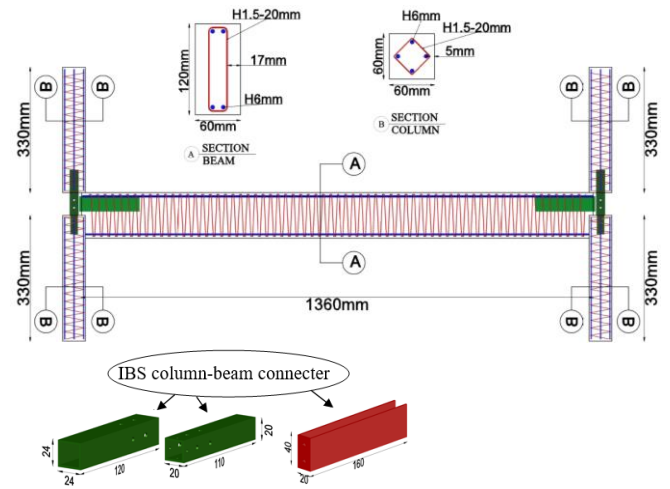 H1.5-20mm
120mm
17mm
H6mm
60mm
A SECTION
BEAM
H6mm
H1.5-20mm
60mm
5mm
60mm
B SECTION
COLUMN
B B
330mm
B B
330mm
A
A
330mm
B B
330mm
B B
1360mm
IBS column-beam connecter
24
24
120
20
110
20
40
20
160